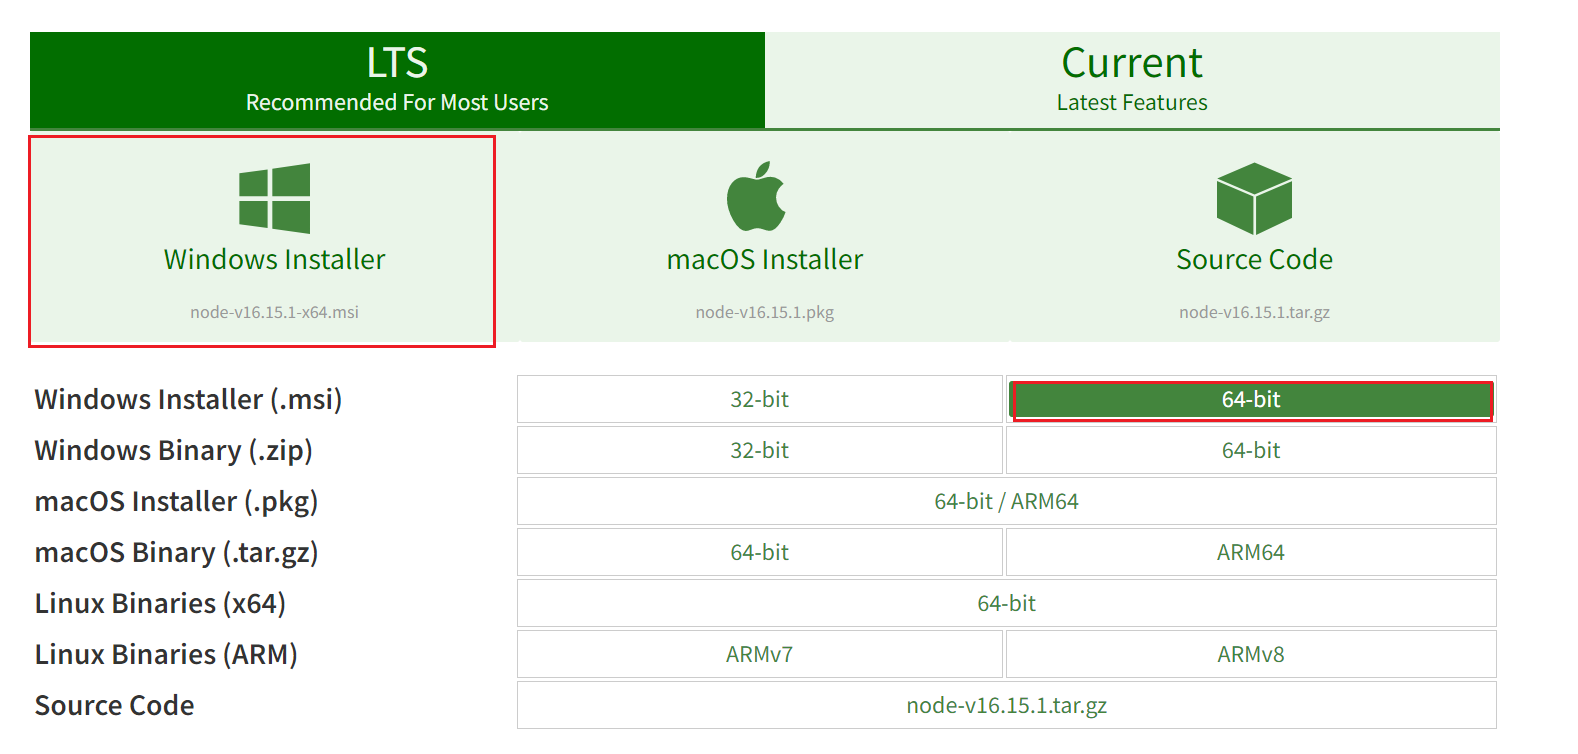 LTS
Recommended For Most Users
Current
Latest Features
Windows Installer
node-v16.15.1-x64.msi
macOS Installer
node-v16.15.1.pkg
Source Code
node-v16.15.1.tar.gz
Windows Installer (.msi) 32-bit 64-bit
Windows Binary (.zip) 32-bit 64-bit
macOS Installer (.pkg) 64-bit / ARM64
macOS Binary (.tar.gz) 64-bit ARM64
Linux Binaries (x64) 64-bit
Linux Binaries (ARM) ARMv7 ARMv8
Source Code node-v16.15.1.tar.gz